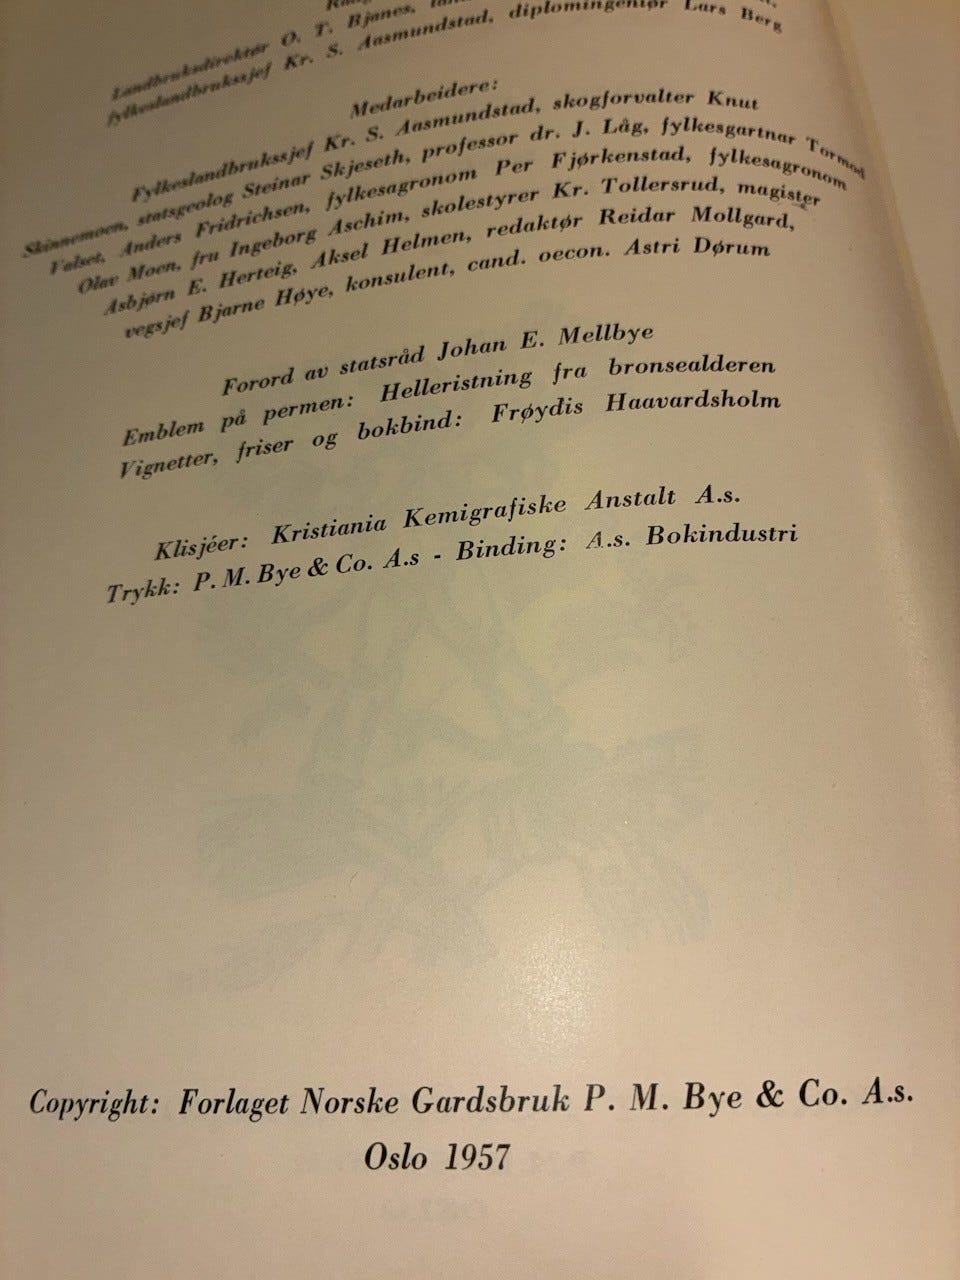 Landbruksdirektør O. T. Bjanes,
fylkeslandbrukssjef Kr. S. Aasmundstad, diplomingeniør Lars Berg
Medarbeidere:
Fylkeslandbrukssjef Kr. S. Aasmundstad, skogforvalter Knut
Skinnemoen, statsgeolog Steinar Skjeseth, professor dr. J. Låg, fylkesgartnar Tormod
Valset, Anders Fridrichsen, fylkesagronom Per Fjørkenstad, fylkesagronom
Olav Moen, fru Ingeborg Aschim, skolestyrer Kr. Tollersrud, magister
Asbjørn E. Herteig, Aksel Helmen, redaktør Reidar Mollgard,
vegsjef Bjarne Høye, konsulent, cand. oecon. Astri Dørum
Forord av statsråd Johan E. Mellbye
Emblem på permen: Helleristning fra bronsealderen
Vignetter, friser og bokbind: Frøydis Haavardsholm
Klisjéer: Kristiania Kemigrafiske Anstalt A.s.
Trykk: P. M. Bye & Co. A.s - Binding: A.s. Bokindustri
Copyright: Forlaget Norske Gardsbruk P. M. Bye & Co. A.s.
Oslo 1957